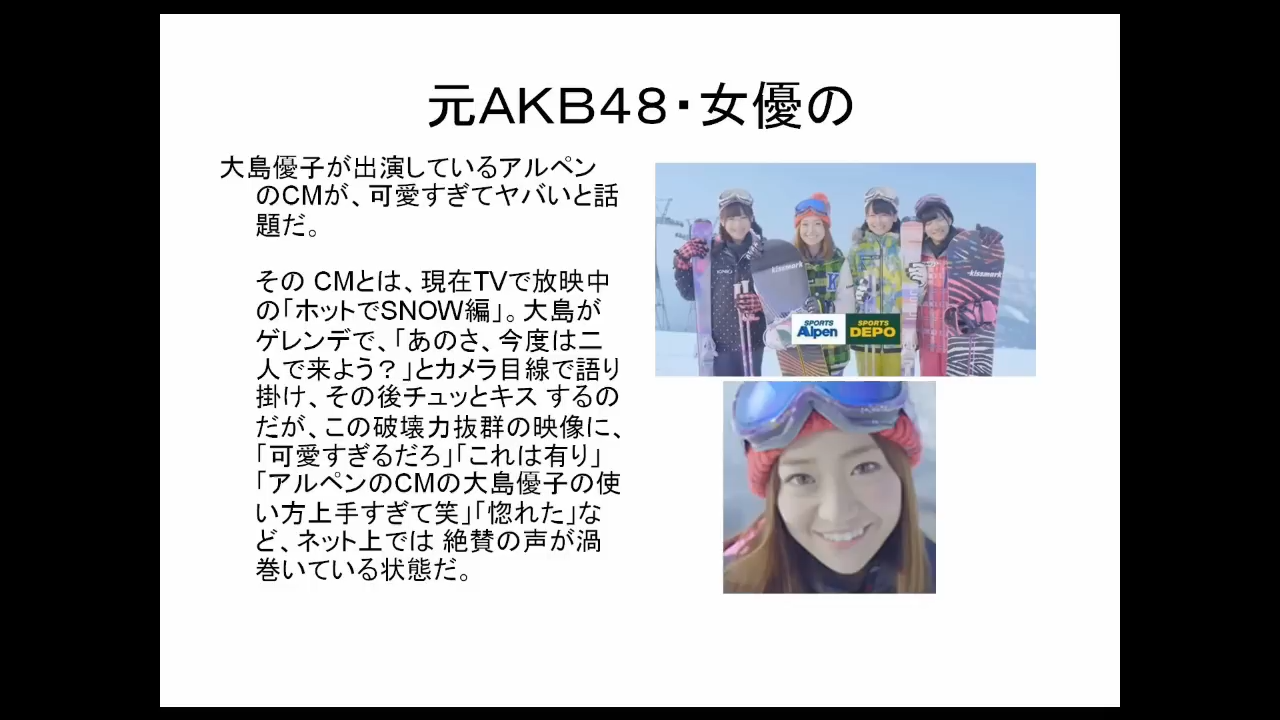 元AKB48・女優の
大島優子が出演しているアルペン
のCMが、可愛すぎてヤバいと話
題だ。
その CMとは、現在TVで放映中
の「ホットでSNOW編」。大島が
ゲレンデで、「あのさ、今度は二
人で来よう？」とカメラ目線で語り
掛け、その後チュッとキス するの
だが、この破壊力抜群の映像に、
「可愛すぎるだろ」「これは有り」
「アルペンのCMの大島優子の使
い方上手すぎて笑」「惚れた」な
ど、ネット上では 絶賛の声が渦
巻いている状態だ。
kissmark
kissmark
K
SPORTS
Alpen
SPORTS
DEPO